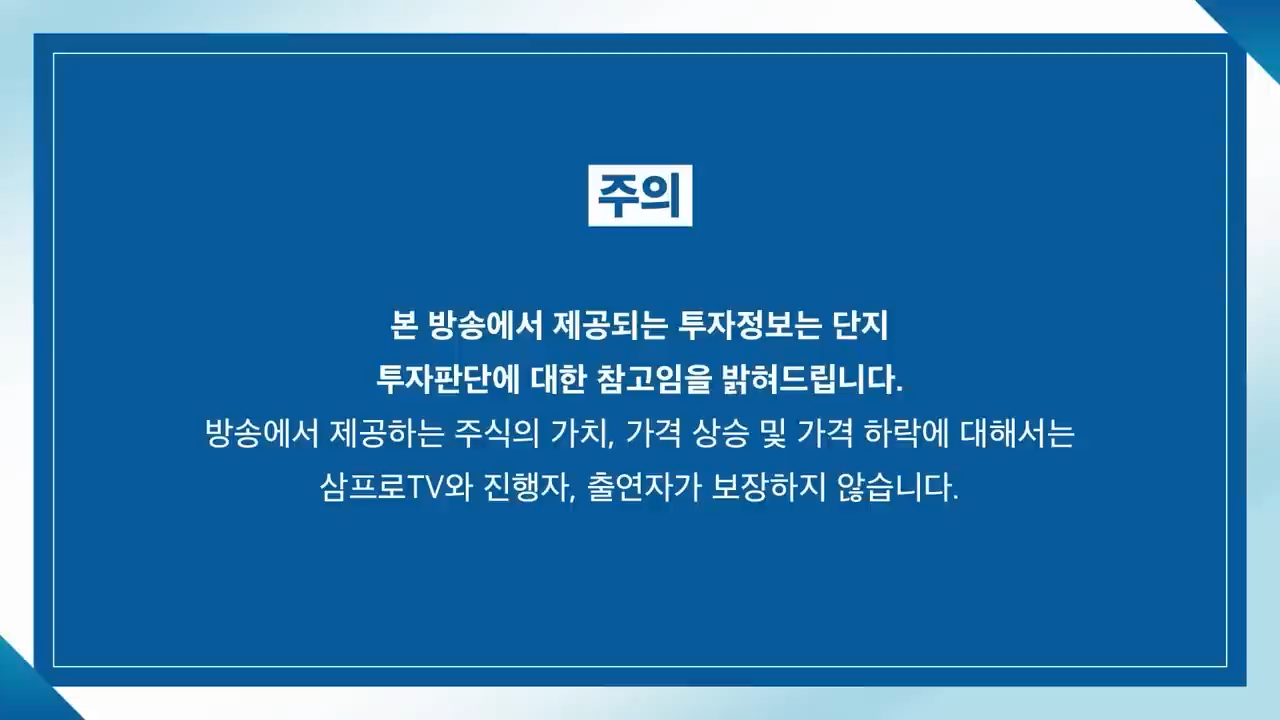 주의
본 방송에서 제공되는 투자정보는 단지
투자판단에 대한 참고임을 밝혀드립니다.
방송에서 제공하는 주식의 가치, 가격 상승 및 가격 하락에 대해서는
삼프로TV와 진행자, 출연자가 보장하지 않습니다.